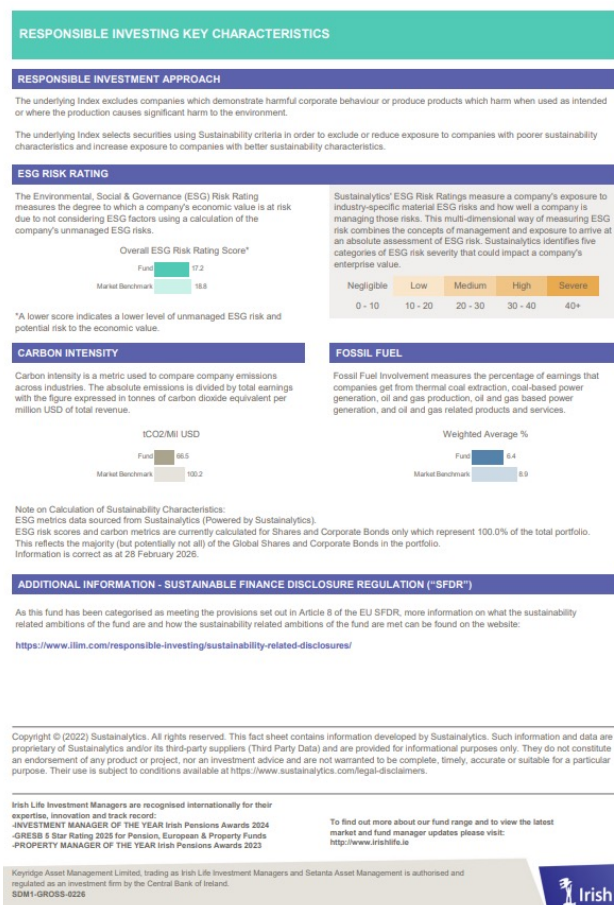 RESPONSIBLE INVESTING KEY CHARACTERISTICS
RESPONSIBLE INVESTMENT APPROACH
The underlying Index excludes companies which demonstrate harmful corporate behaviour or produce products which harm when used as intended
or where the production causes significant harm to the environment.
The underlying Index selects securities using Sustainability criteria in order to exclude or reduce exposure to companies with poorer sustainability
characteristics and increase exposure to companies with better sustainability characteristics.
ESG RISK RATING
The Environmental, Social & Governance (ESG) Risk Rating
measures the degree to which a company's economic value is at risk
due to not considering ESG factors using a calculation of the
company's unmanaged ESG risks.
Overall ESG Risk Rating Score*
Fund 17.2
Market Benchmark 18.8
*A lower score indicates a lower level of unmanaged ESG risk and
potential risk to the economic value.
Sustainalytics' ESG Risk Ratings measure a company's exposure to
industry-specific material ESG risks and how well a company is
managing those risks. This multi-dimensional way of measuring ESG
risk combines the concepts of management and exposure to arrive at
an absolute assessment of ESG risk. Sustainalytics identifies five
categories of ESG risk severity that could impact a company's
enterprise value.
Negligible Low Medium High Severe
0 - 10 10 - 20 20 - 30 30 - 40 40+
CARBON INTENSITY
Carbon intensity is a metric used to compare company emissions
across industries. The absolute emissions is divided by total earnings
with the figure expressed in tonnes of carbon dioxide equivalent per
million USD of total revenue.
tCO2/Mil USD
Fund 66.5
Market Benchmark 100.2
FOSSIL FUEL
Fossil Fuel Involvement measures the percentage of earnings that
companies get from thermal coal extraction, coal-based power
generation, oil and gas production, oil and gas based power
generation, and oil and gas related products and services.
Weighted Average %
Fund 6.4
Market Benchmark 8.9
Note on Calculation of Sustainability Characteristics:
ESG metrics data sourced from Sustainalytics (Powered by Sustainalytics).
ESG risk scores and carbon metrics are currently calculated for Shares and Corporate Bonds only which represent 100.0% of the total portfolio.
This reflects the majority (but potentially not all) of the Global Shares and Corporate Bonds in the portfolio.
Information is correct as at 28 February 2026.
ADDITIONAL INFORMATION - SUSTAINABLE FINANCE DISCLOSURE REGULATION ("SFDR")
As this fund has been categorised as meeting the provisions set out in Article 8 of the EU SFDR, more information on what the sustainability
related ambitions of the fund are and how the sustainability related ambitions of the fund are met can be found on the website:
https://www.ilim.com/responsible-investing/sustainability-related-disclosures/
Copyright © (2022) Sustainalytics. All rights reserved. This fact sheet contains information developed by Sustainalytics. Such information and data are
proprietary of Sustainalytics and/or its third-party suppliers (Third Party Data) and are provided for informational purposes only. They do not constitute
an endorsement of any product or project, nor an investment advice and are not warranted to be complete, timely, accurate or suitable for a particular
purpose. Their use is subject to conditions available at https://www.sustainalytics.com/legal-disclaimers.
Irish Life Investment Managers are recognised internationally for their
expertise, innovation and track record:
-INVESTMENT MANAGER OF THE YEAR Irish Pensions Awards 2024
-GRESB 5 Star Rating 2025 for Pension, European & Property Funds
-PROPERTY MANAGER OF THE YEAR Irish Pensions Awards 2023
To find out more about our fund range and to view the latest
market and fund manager updates please visit:
http://www.irishlife.ie
Keyridge Asset Management Limited, trading as Irish Life Investment Managers and Setanta Asset Management is authorised and
regulated as an investment firm by the Central Bank of Ireland.
SDM1-GROSS-0226
Irish